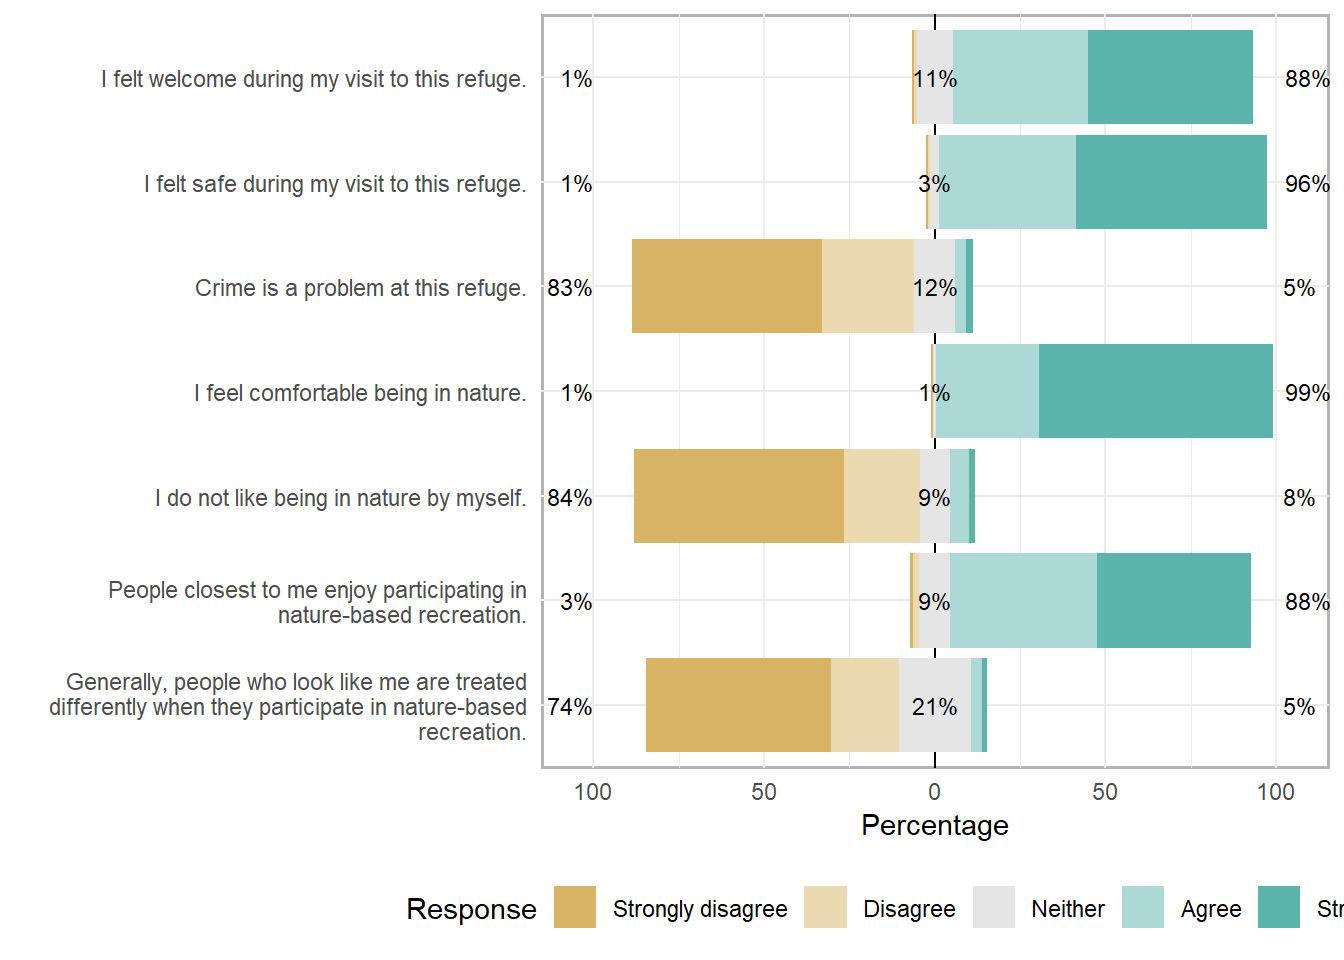 I felt welcome during my visit to this refuge. 1% 11% 88%
I felt safe during my visit to this refuge. 1% 3% 96%
Crime is a problem at this refuge. 83% 12% 5%
I feel comfortable being in nature. 1% 1% 99%
I do not like being in nature by myself. 84% 9% 8%
People closest to me enjoy participating in
nature-based recreation. 3% 9% 88%
Generally, people who look like me are treated
differently when they participate in nature-based
recreation. 74% 21% 5%
100 50 0 50 100
Percentage
Response Strongly disagree Disagree Neither Agree Str